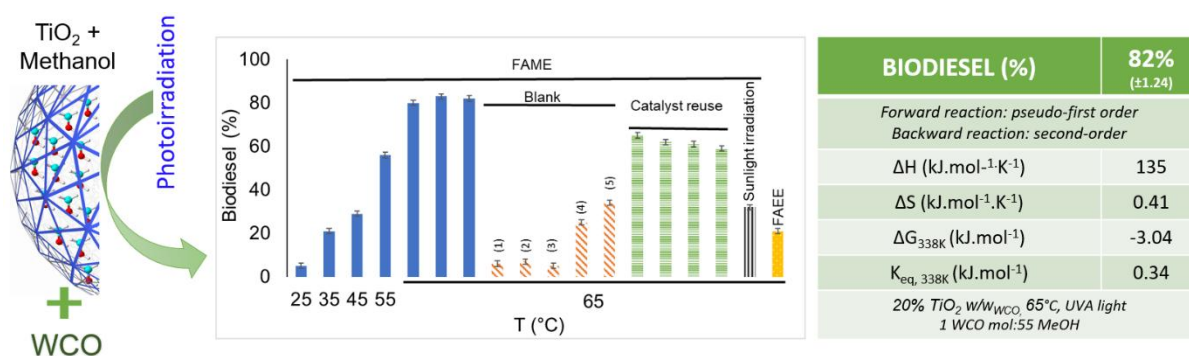 TiO₂ +
Methanol
Photoirradiation
+
WCO
Biodiesel (%)
100
80
60
40
20
0
FAME
Blank
Catalyst reuse
(1)
(2)
(3)
(4)
(5)
Sunlight irradiation
FAEE
25
35
45
55
65
T (°C)
BIODIESEL (%) 82% (±1.24)
Forward reaction: pseudo-first order
Backward reaction: second-order
ΔH (kJ.mol-¹·K⁻¹) 135
ΔS (kJ.mol⁻¹.K⁻¹) 0.41
ΔG₃₃₈K (kJ.mol⁻¹) -3.04
Keq, 338K (kJ.mol⁻¹) 0.34
20% TiO₂ w/wWCO, 65°C, UVA light
1 WCO mol:55 MeOH